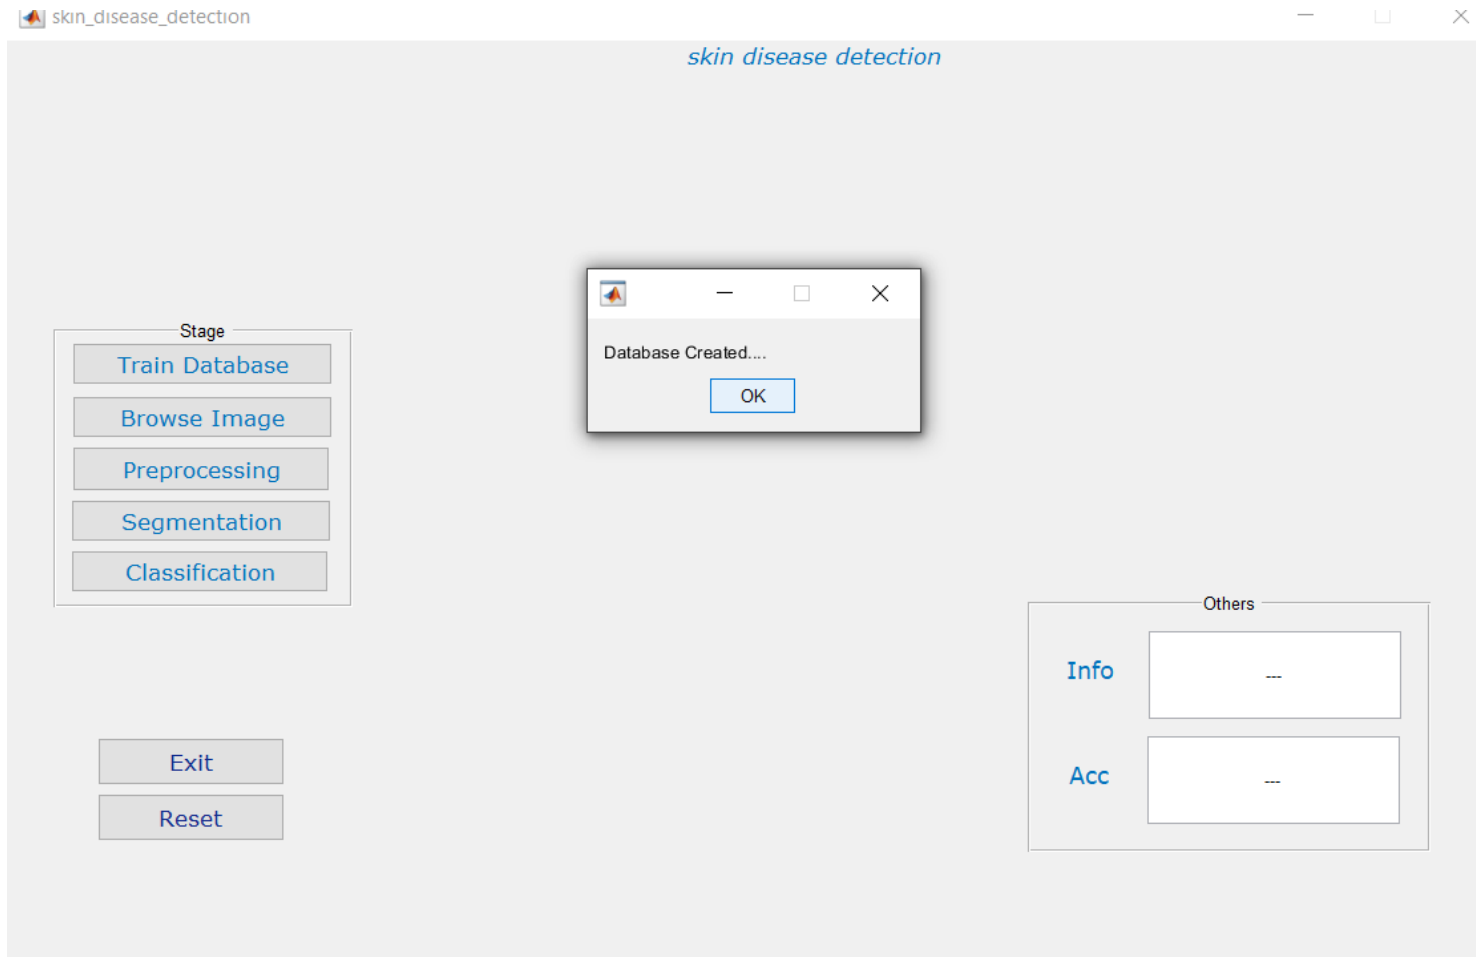 skin_disease_detection
skin disease detection
Database Created....
OK
Stage
Train Database
Browse Image
Preprocessing
Segmentation
Classification
Exit
Reset
Others
Info
---
Acc
---